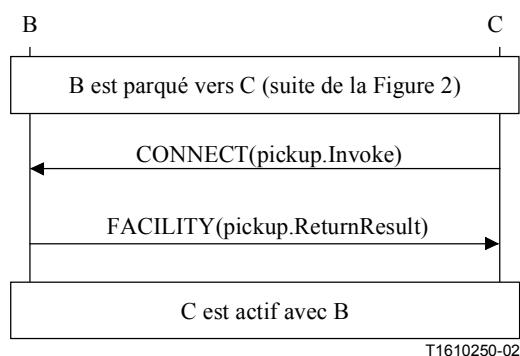 B C
B est parqué vers C (suite de la Figure 2)
CONNECT(pickup.Invoke)
FACILITY(pickup.ReturnResult)
C est actif avec B
T1610250-02